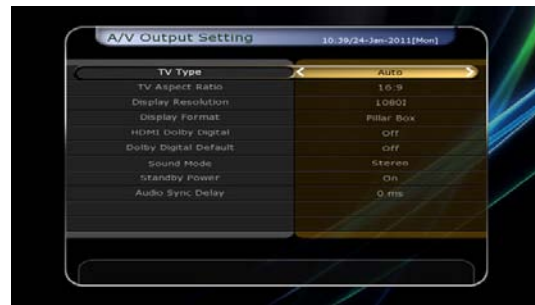 A/V Output Setting
10:39/24-Jan-2011[Mon]
TV Type Auto
TV Aspect Ratio 16:9
Display Resolution 1080I
Display Format Pillar Box
HDMI Dolby Digital Off
Dolby Digital Default Off
Sound Mode Stereo
Standby Power On
Audio Sync Delay 0 ms